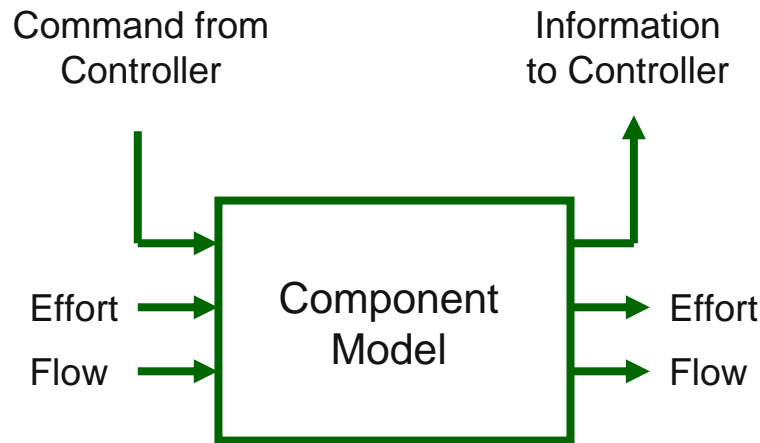 Command from
Controller
Information
to Controller
Component
Model
Effort
Flow
Effort
Flow